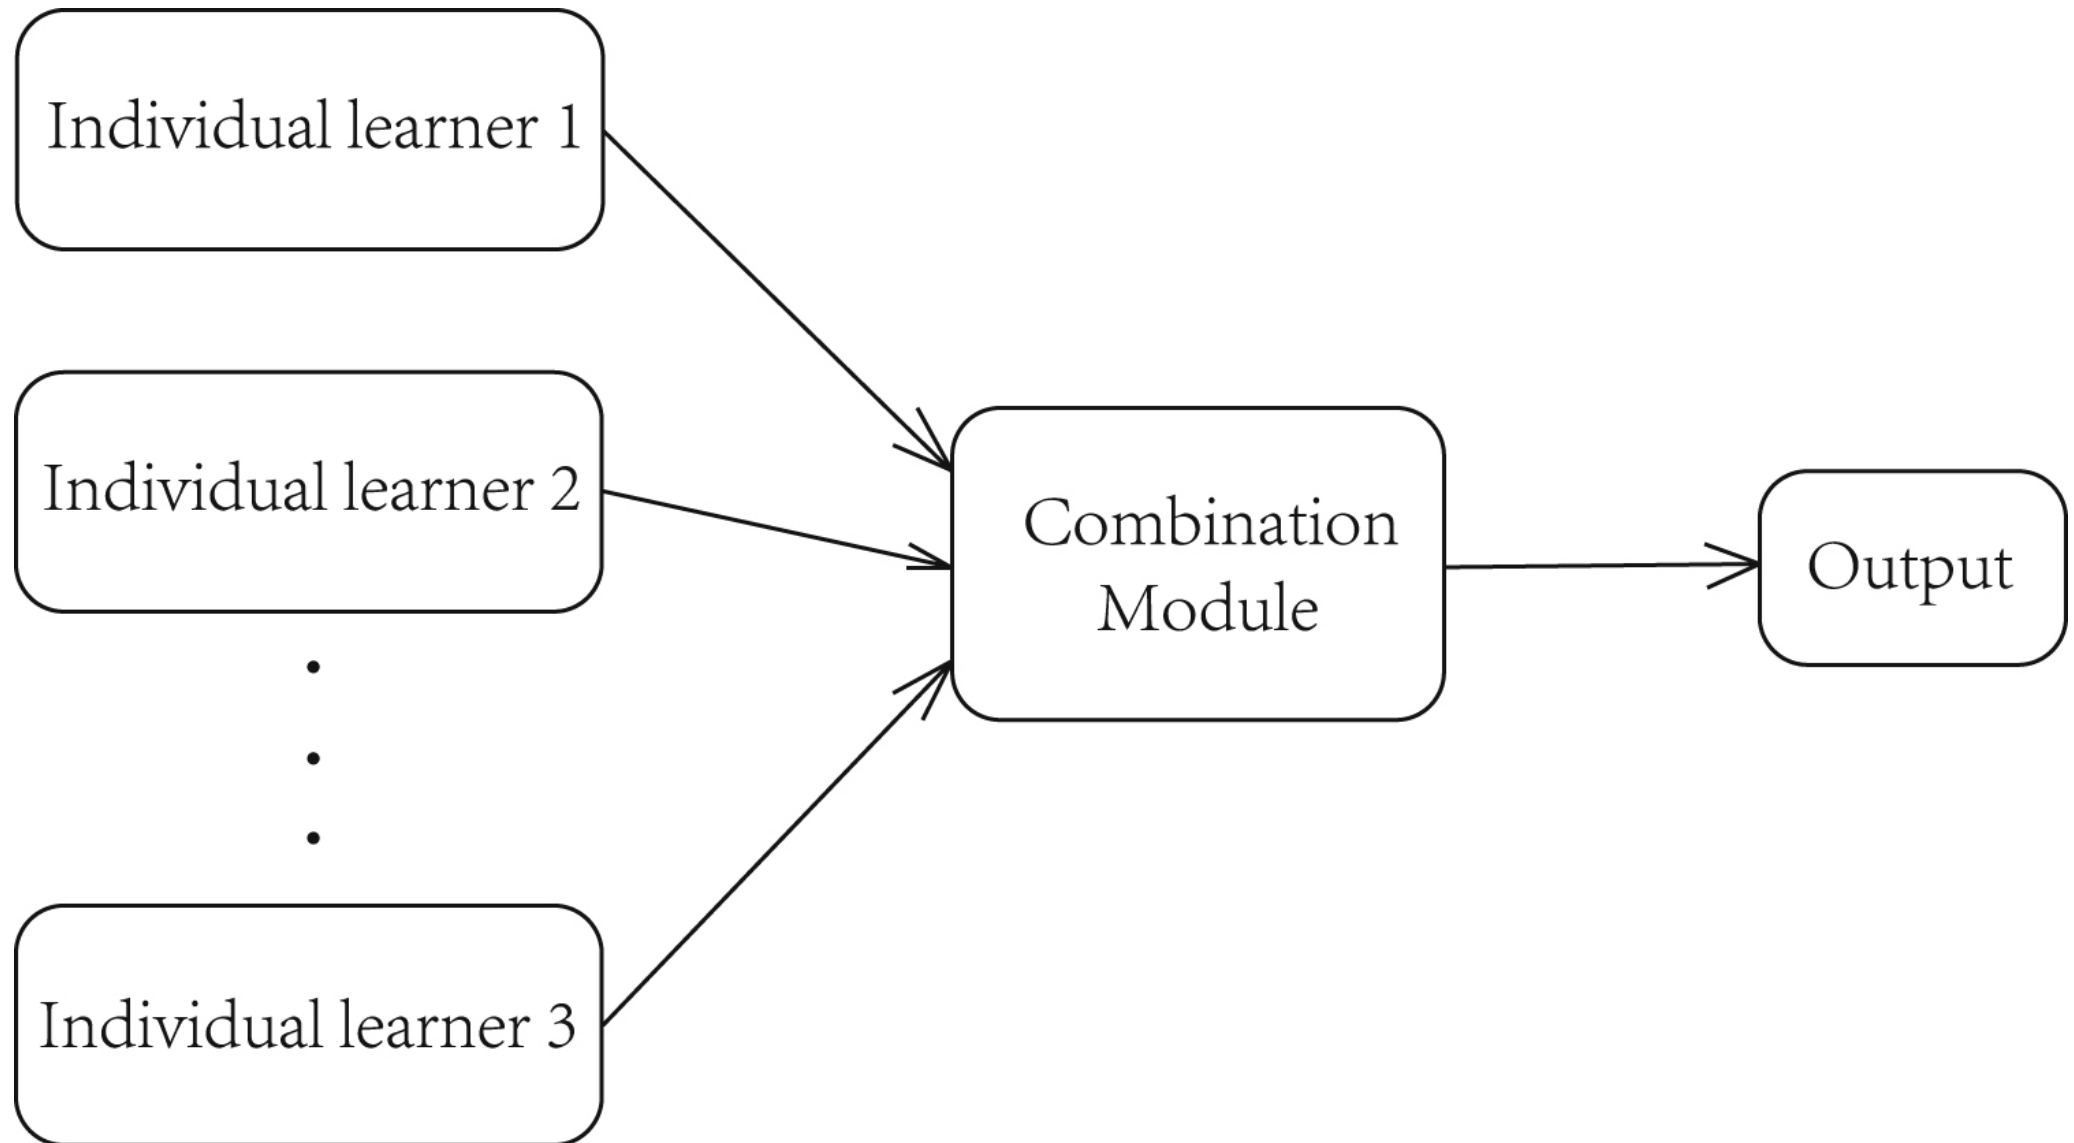 Individual learner 1
Individual learner 2
Individual learner 3
Combination
Module
Output